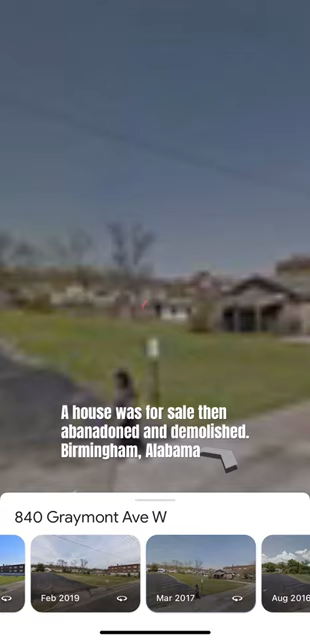 A house was for sale then
abanadoned and demolished.
Birmingham, Alabama
840 Graymont Ave W
Feb 2019
Mar 2017
Aug 2016